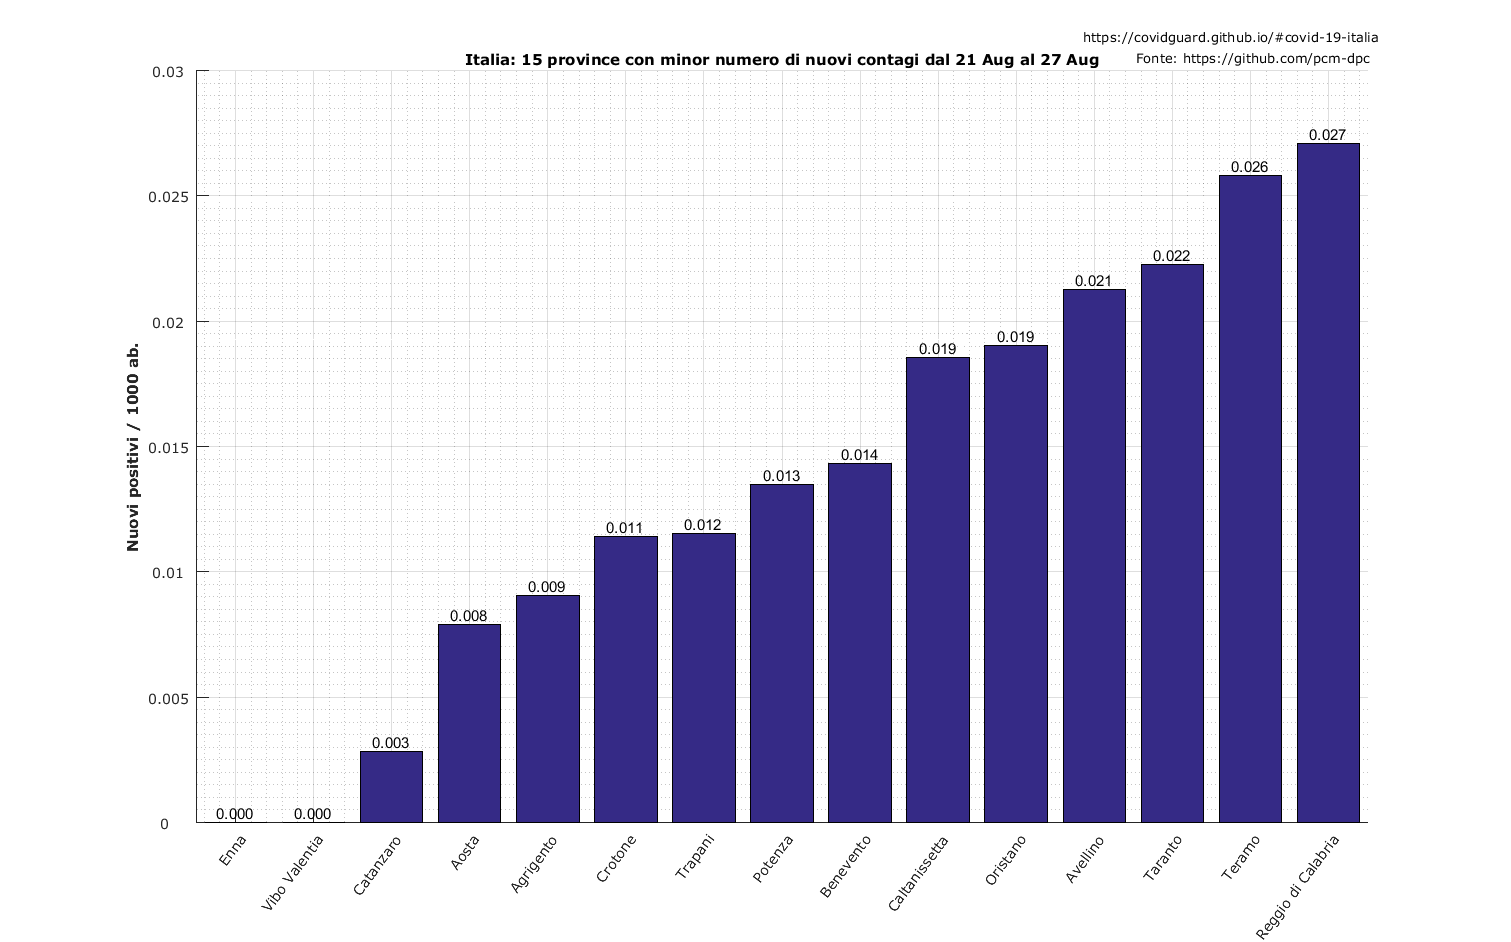 https://covidguard.github.io/#covid-19-italia
Italia: 15 province con minor numero di nuovi contagi dal 21 Aug al 27 Aug
Fonte: https://github.com/pcm-dpc
Nuovi positivi / 1000 ab.
0.03
0.025
0.02
0.015
0.01
0.005
0
0.000
0.000
0.003
0.008
0.009
0.011
0.012
0.013
0.014
0.019
0.019
0.021
0.022
0.026
0.027
Enna
Vibo Valentia
Catanzaro
Aosta
Agrigento
Crotone
Trapani
Potenza
Benevento
Caltanissetta
Oristano
Avellino
Taranto
Teramo
Reggio di Calabria